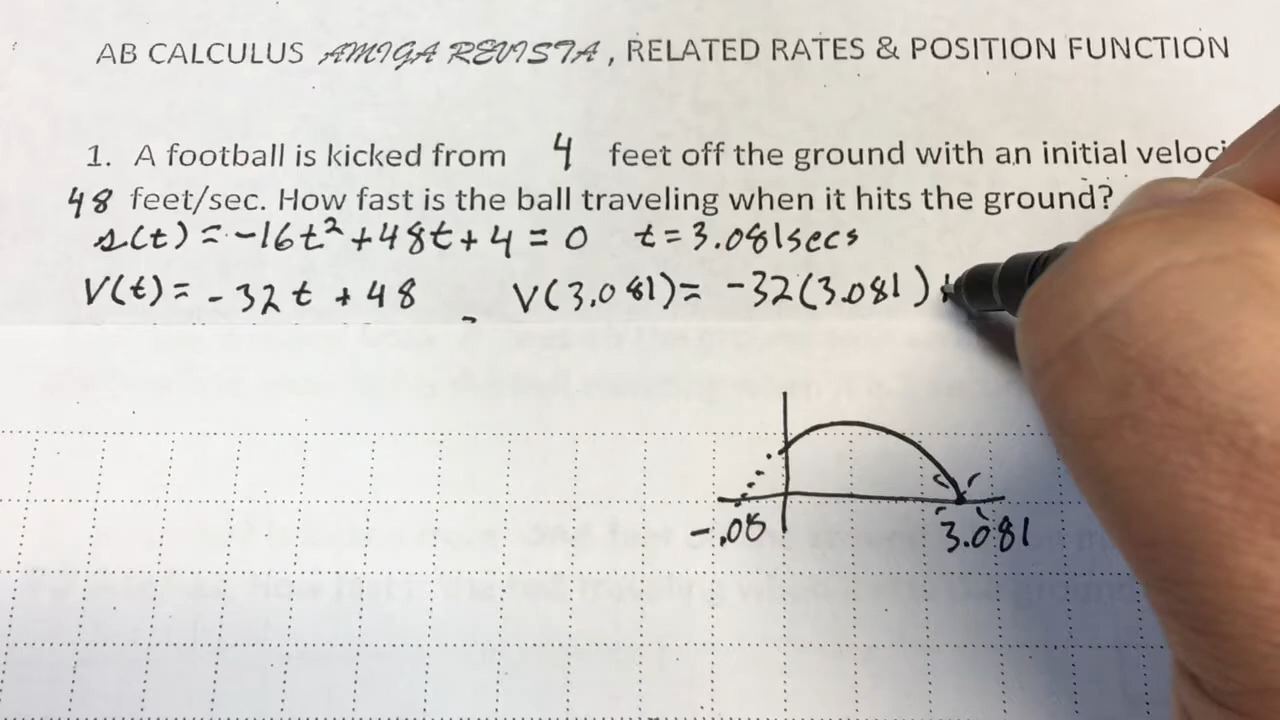 AB CALCULUS AMIGA REVISTA, RELATED RATES & POSITION FUNCTION
1. A football is kicked from 4 feet off the ground with an initial veloci
48 feet/sec. How fast is the ball traveling when it hits the ground?
s(t) = -16t² + 48t + 4 = 0 t = 3.081secs
V(t) = -32t + 48 V(3.081) = -32(3.081) +
-.08 3.081